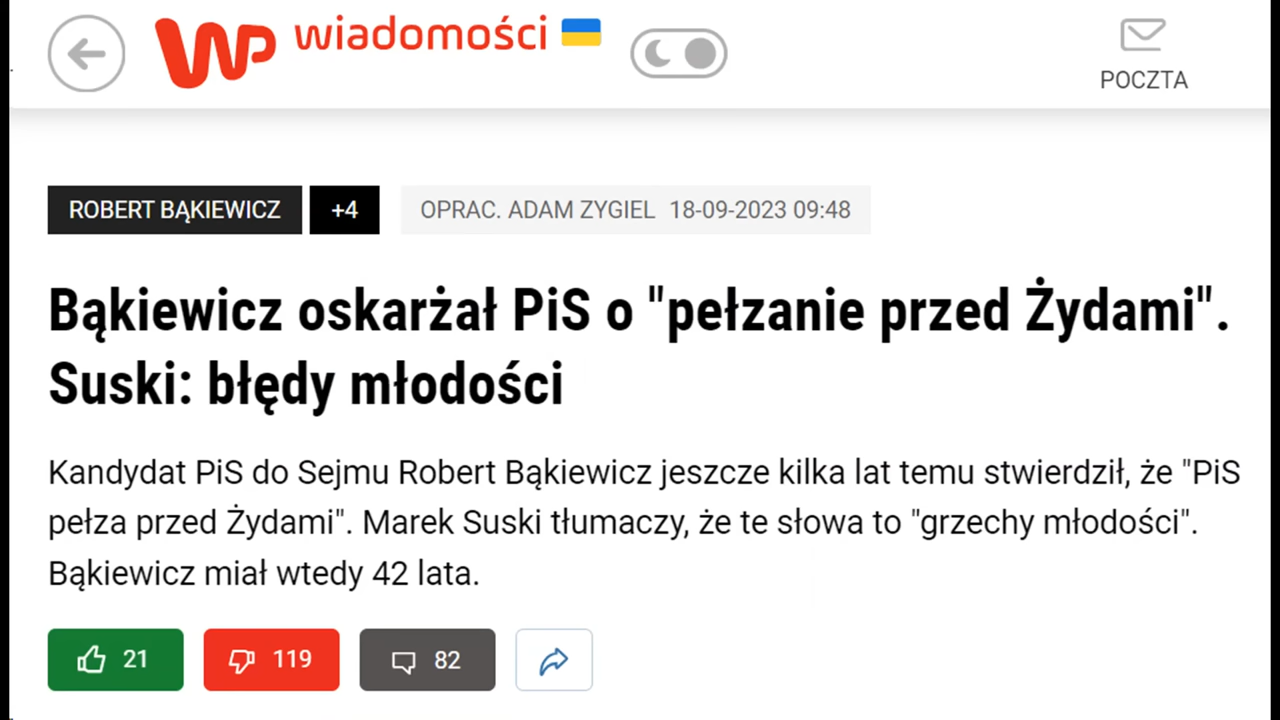 WP wiadomości
POCZTA
ROBERT BĄKIEWICZ +4 OPRAC. ADAM ZYGIEL 18-09-2023 09:48
Bąkiewicz oskarżał PiS o "pełzanie przed Żydami".
Suski: błędy młodości
Kandydat PiS do Sejmu Robert Bąkiewicz jeszcze kilka lat temu stwierdził, że "PiS
pełza przed Żydami". Marek Suski tłumaczy, że te słowa to "grzechy młodości".
Bąkiewicz miał wtedy 42 lata.
21 119 82